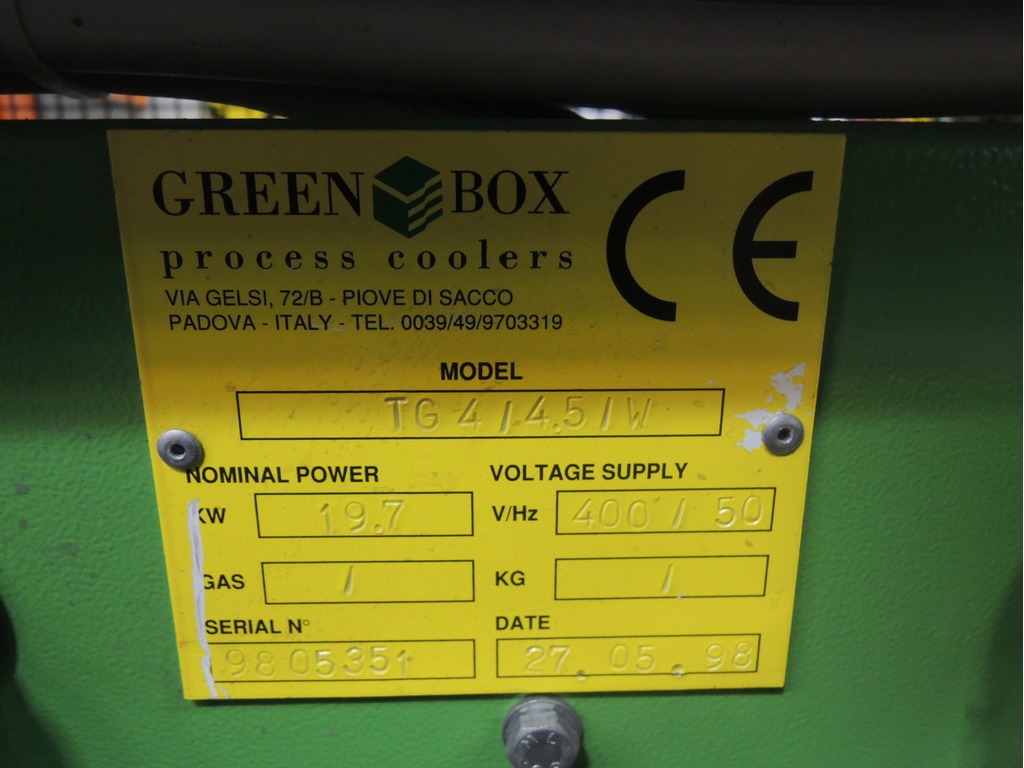 GREEN BOX
process coolers
VIA GELSI, 72/B - PIOVE DI SACCO
PADOVA - ITALY - TEL. 0039/49/9703319
CE
MODEL
TG 4 / 4.5 / W
NOMINAL POWER VOLTAGE SUPPLY
KW 19.7 V/Hz 400 / 50
GAS / KG /
SERIAL N° DATE
9805351 27. 05. 98